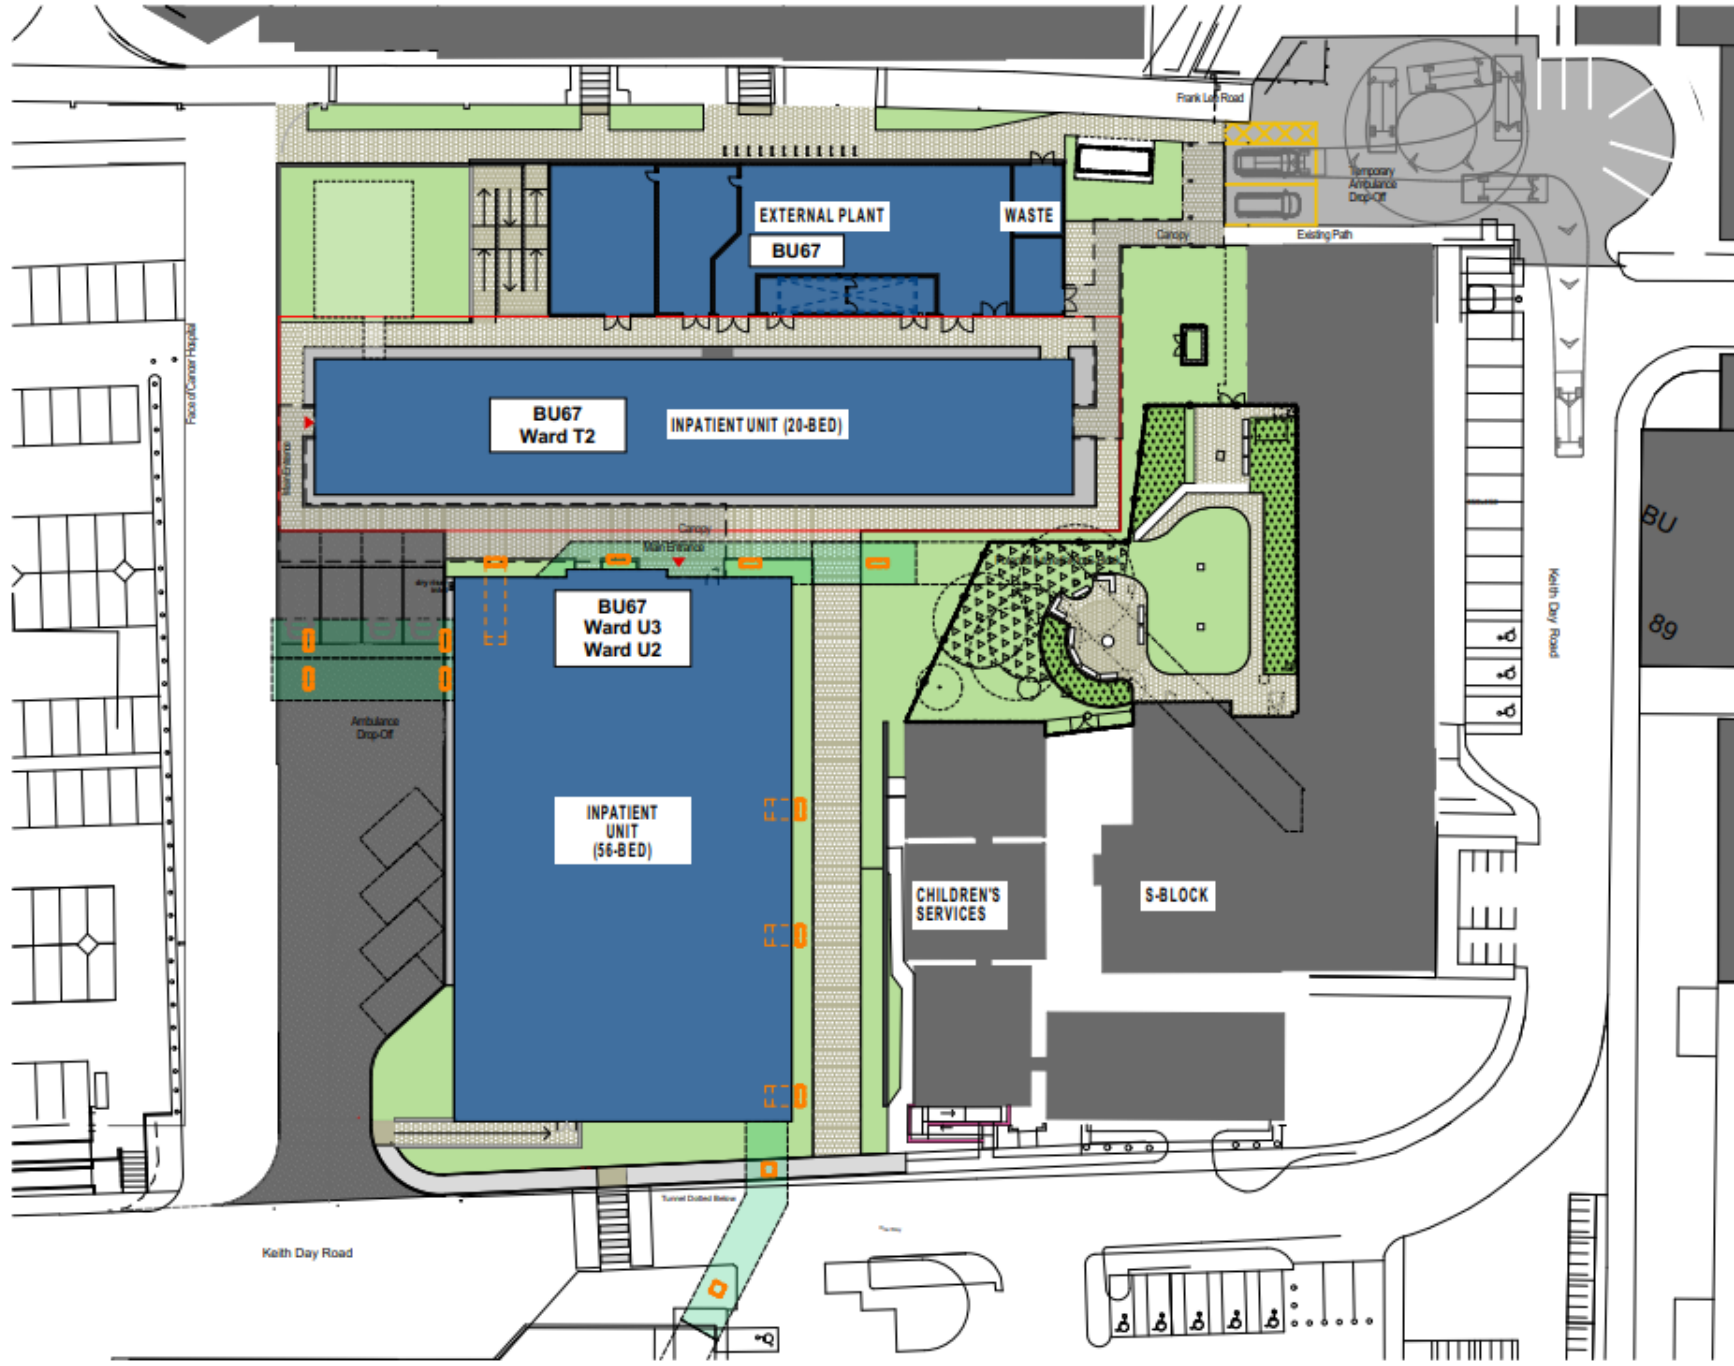 Frank Lee Road
Temporary
Ambulance
Drop-Off
EXTERNAL PLANT
WASTE
BU67
Canopy
Existing Path
Face of Cancer Hospital
BU67
Ward T2
INPATIENT UNIT (20-BED)
Main Entrance
Canopy
Main Entrance
BU67
Ward U3
Ward U2
BU
89
Keith Day Road
Ambulance
Drop-Off
INPATIENT
UNIT
(56-BED)
CHILDREN'S
SERVICES
S-BLOCK
Tunnel Dotted Below
Keith Day Road